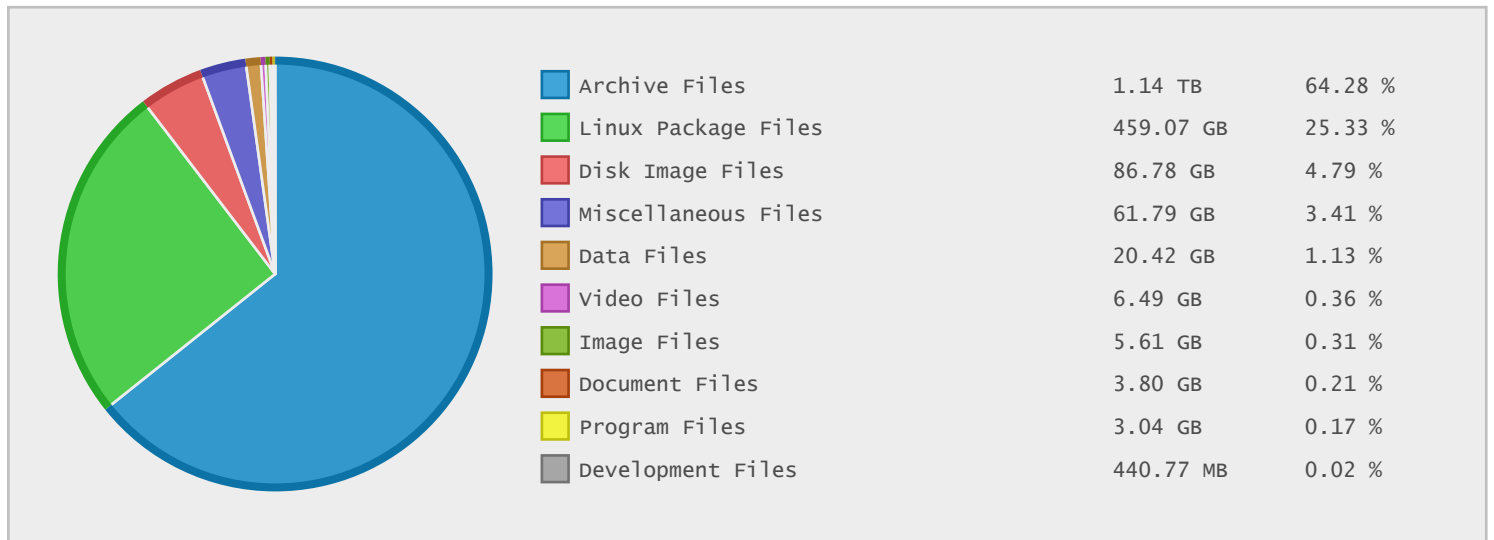 Archive Files 1.14 TB 64.28 %
Linux Package Files 459.07 GB 25.33 %
Disk Image Files 86.78 GB 4.79 %
Miscellaneous Files 61.79 GB 3.41 %
Data Files 20.42 GB 1.13 %
Video Files 6.49 GB 0.36 %
Image Files 5.61 GB 0.31 %
Document Files 3.80 GB 0.21 %
Program Files 3.04 GB 0.17 %
Development Files 440.77 MB 0.02 %